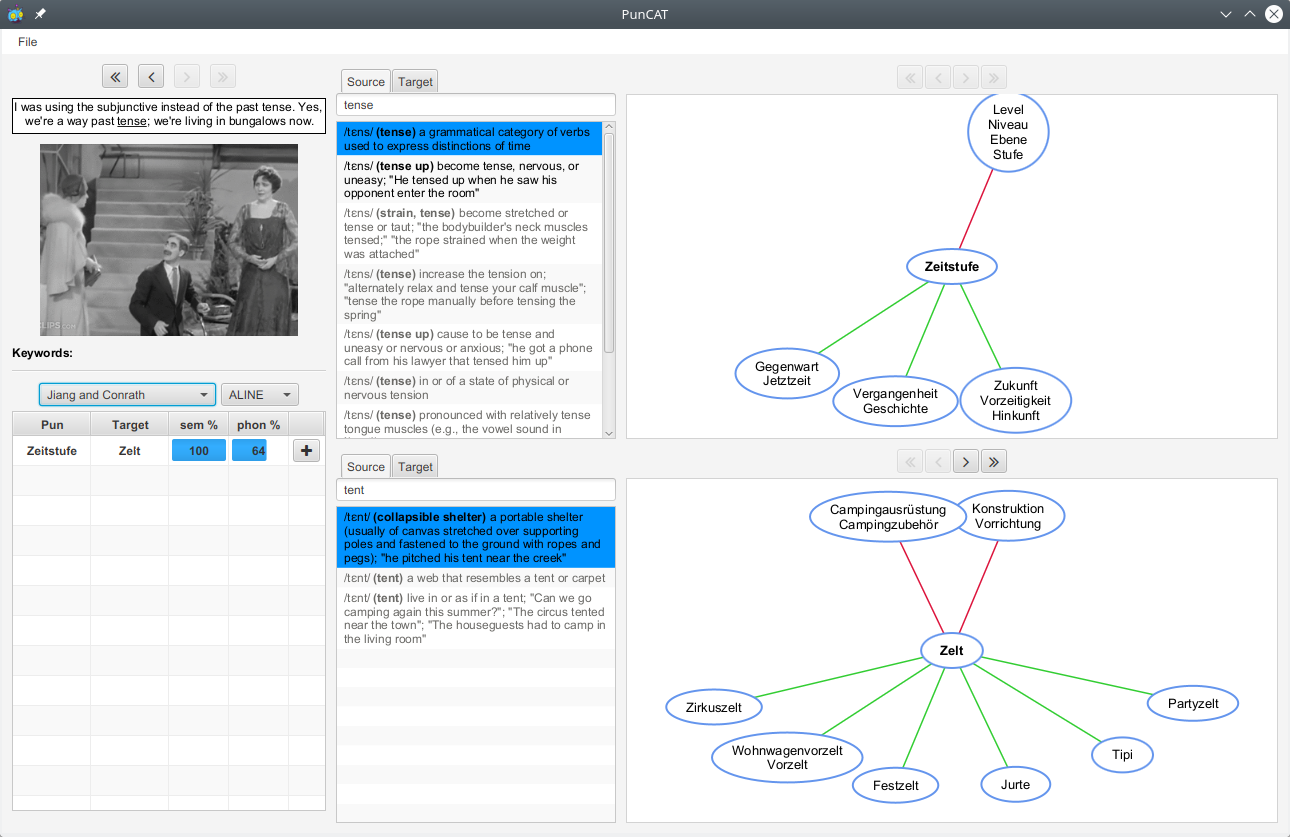 PunCAT
File
I was using the subjunctive instead of the past tense. Yes,
we're a way past tense; we're living in bungalows now.
Keywords:
Jiang and Conrath
ALINE
Pun Target sem % phon %
Zeitstufe Zelt 100 64
Source Target
tense
/tɛns/ (tense) a grammatical category of verbs
used to express distinctions of time
/tɛns/ (tense up) become tense, nervous, or
uneasy; "He tensed up when he saw his
opponent enter the room"
/tɛns/ (strain, tense) become stretched or
tense or taut; "the bodybuilder's neck muscles
tensed;" "the rope strained when the weight
was attached"
/tɛns/ (tense) increase the tension on;
"alternately relax and tense your calf muscle";
"tense the rope manually before tensing the
spring"
/tɛns/ (tense up) cause to be tense and
uneasy or nervous or anxious; "he got a phone
call from his lawyer that tensed him up"
/tɛns/ (tense) in or of a state of physical or
nervous tension
/tɛns/ (tense) pronounced with relatively tense
tongue muscles (e.g., the vowel sound in
Level
Niveau
Ebene
Stufe
Zeitstufe
Gegenwart
Jetztzeit
Vergangenheit
Geschichte
Zukunft
Vorzeitigkeit
Hinkunft
Source Target
tent
/tɛnt/ (collapsible shelter) a portable shelter
(usually of canvas stretched over supporting
poles and fastened to the ground with ropes and
pegs); "he pitched his tent near the creek"
/tɛnt/ (tent) a web that resembles a tent or carpet
/tɛnt/ (tent) live in or as if in a tent; "Can we go
camping again this summer?"; "The circus tented
near the town"; "The houseguests had to camp in
the living room"
Campingausrüstung
Campingzubehör
Konstruktion
Vorrichtung
Zelt
Zirkuszelt
Wohnwagenvorzelt
Vorzelt
Festzelt
Jurte
Tipi
Partyzelt